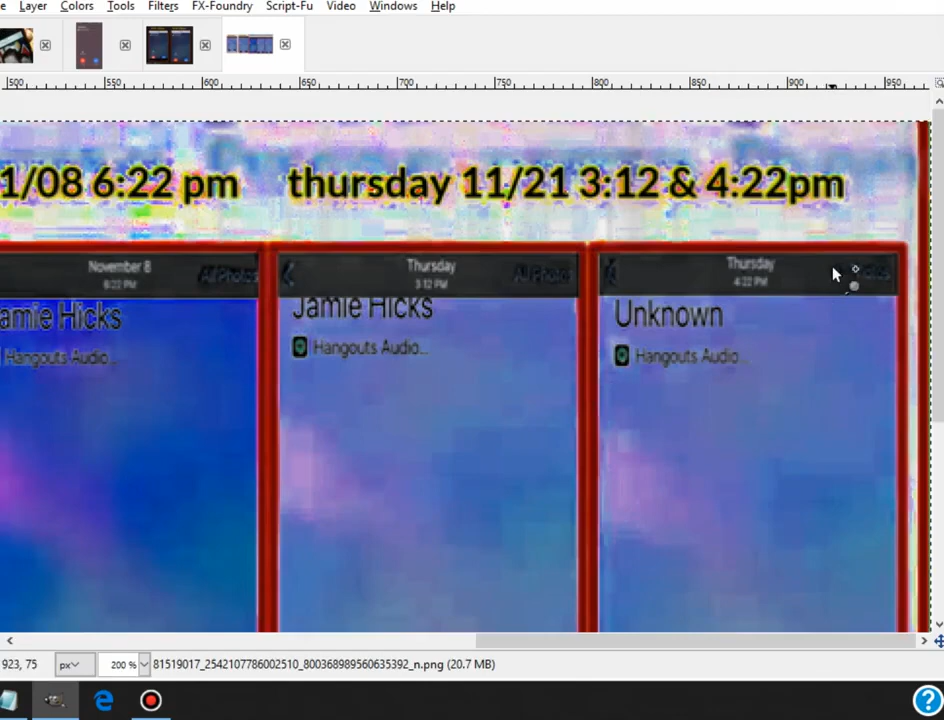 e Layer Colors Tools Filters FX-Foundry Script-Fu Video Windows Help
500 550 600 650 700 750 800 850 900 950
1/08 6:22 pm thursday 11/21 3:12 & 4:22pm
November 8 All Photos Thursday All Photos Thursday
6:22 PM 3:12 PM 4:22 PM
amie Hicks Jamie Hicks Unknown
Hangouts Audio... Hangouts Audio... Hangouts Audio...
923, 75 px 200 % 81519017_2542107786002510_800368989560635392_n.png (20.7 MB)